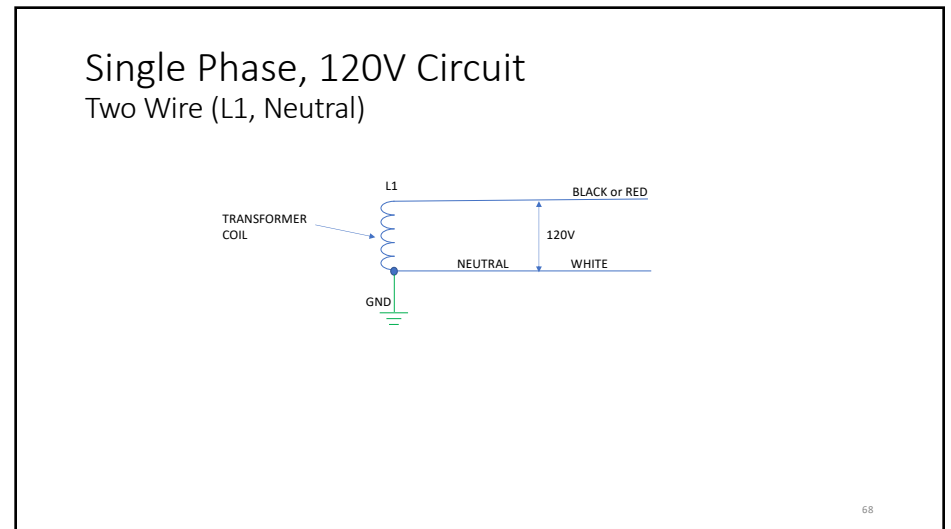 Single Phase, 120V Circuit
Two Wire (L1, Neutral)
L1
BLACK or RED
TRANSFORMER
COIL
120V
NEUTRAL
WHITE
GND
68